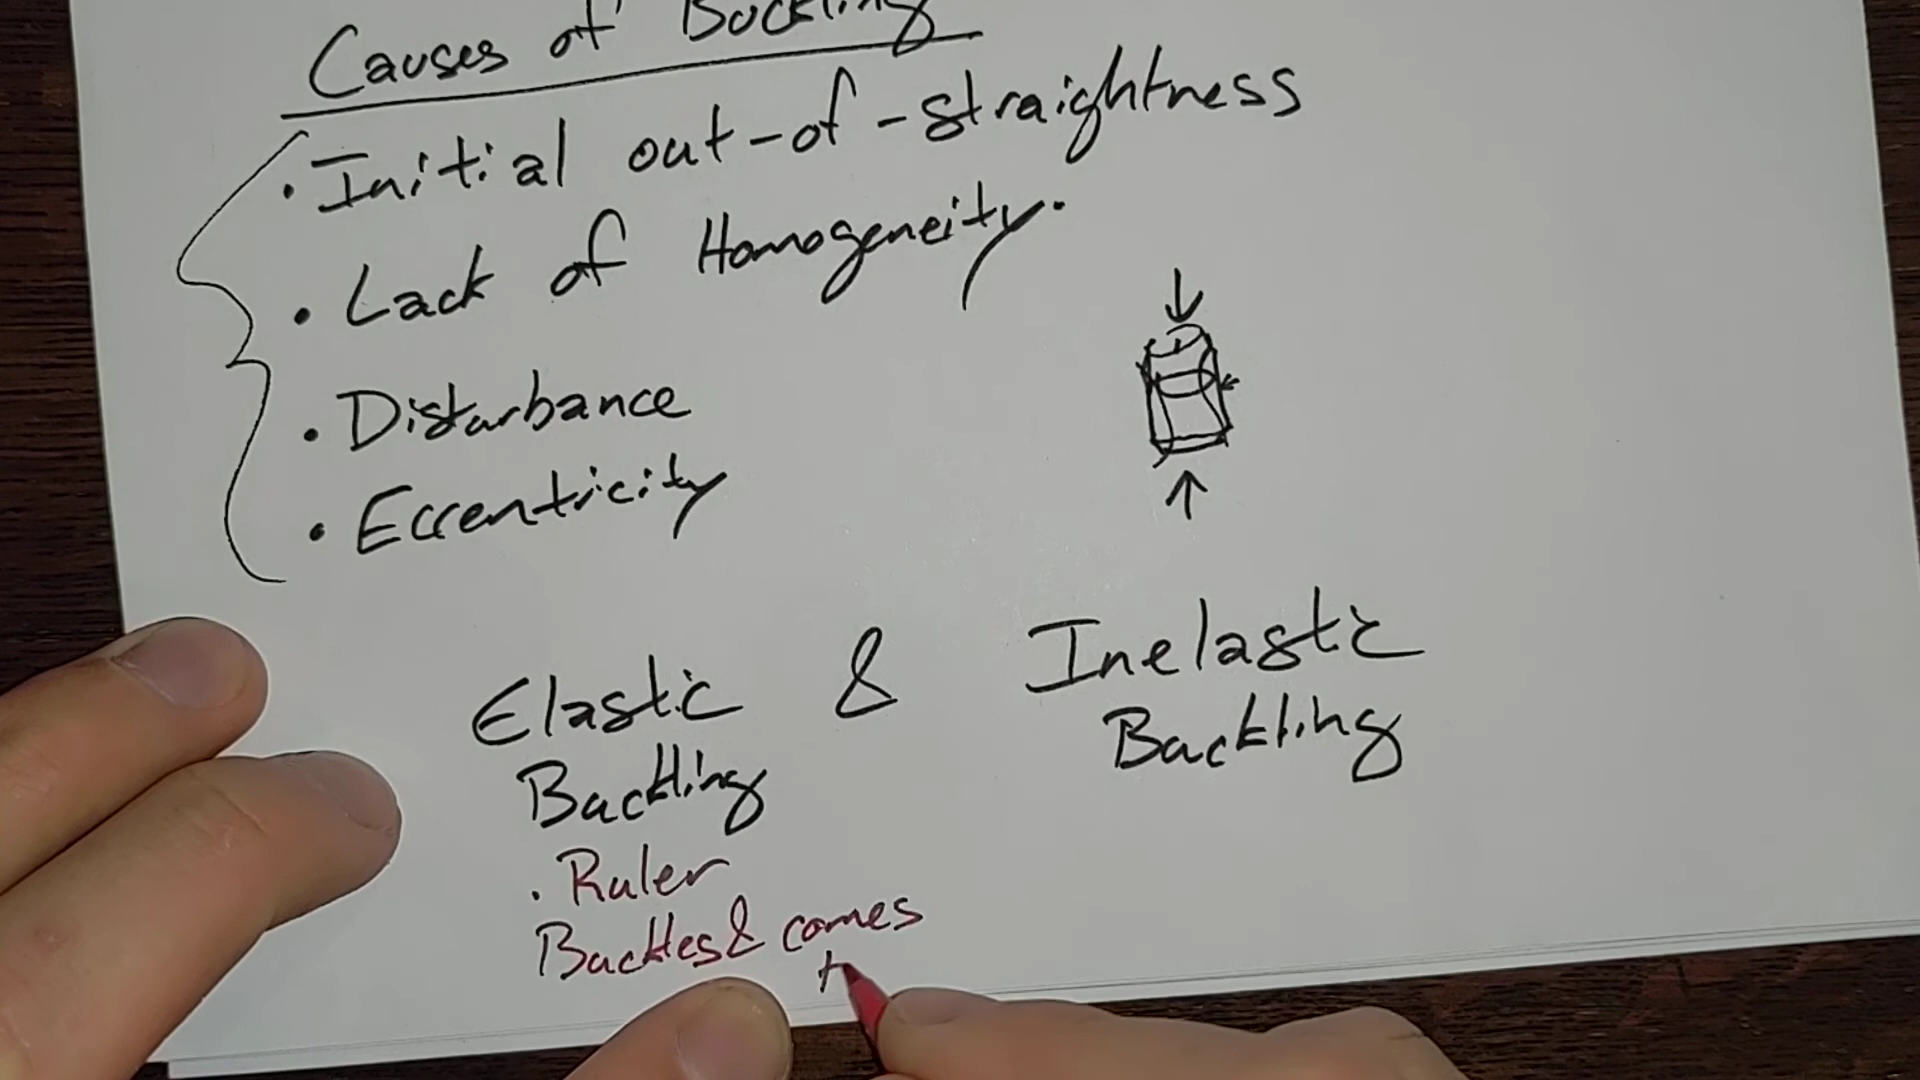 Causes of Buckling
• Initial out-of-straightness
• Lack of Homogeneity.
• Disturbance
• Eccentricity
Elastic & Inelastic
Buckling Buckling
. Ruler
Buckles & comes